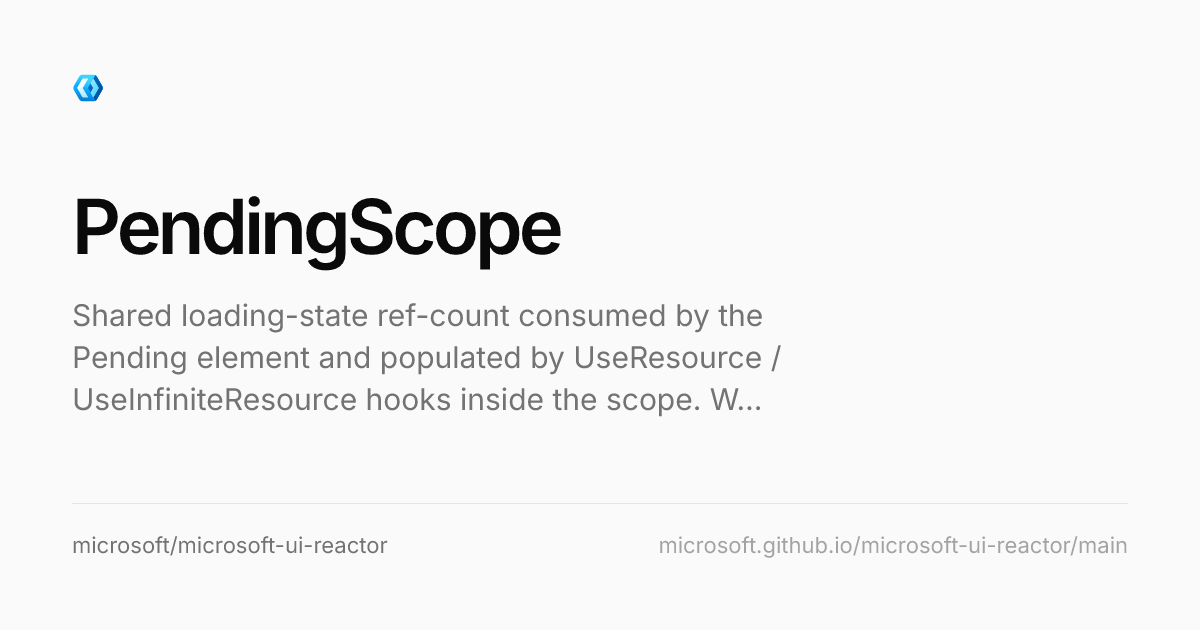 PendingScope
Shared loading-state ref-count consumed by the
Pending element and populated by UseResource /
UseInfiniteResource hooks inside the scope. W...
microsoft/microsoft-ui-reactor
microsoft.github.io/microsoft-ui-reactor/main